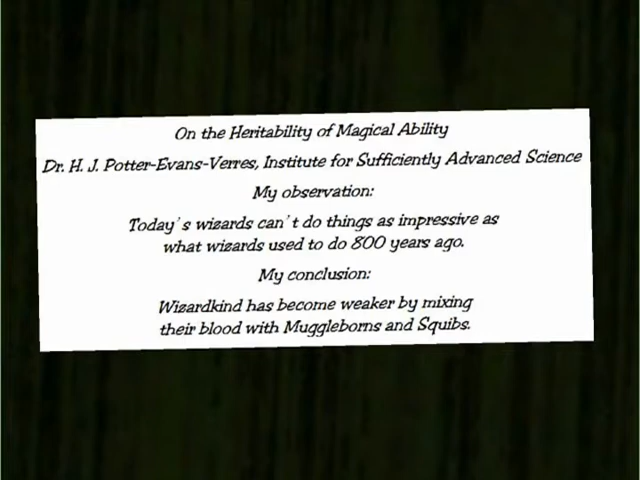 On the Heritability of Magical Ability
Dr. H. J. Potter-Evans-Verres, Institute for Sufficiently Advanced Science
My observation:
Today's wizards can't do things as impressive as
what wizards used to do 800 years ago.
My conclusion:
Wizardkind has become weaker by mixing
their blood with Muggleborns and Squibs.